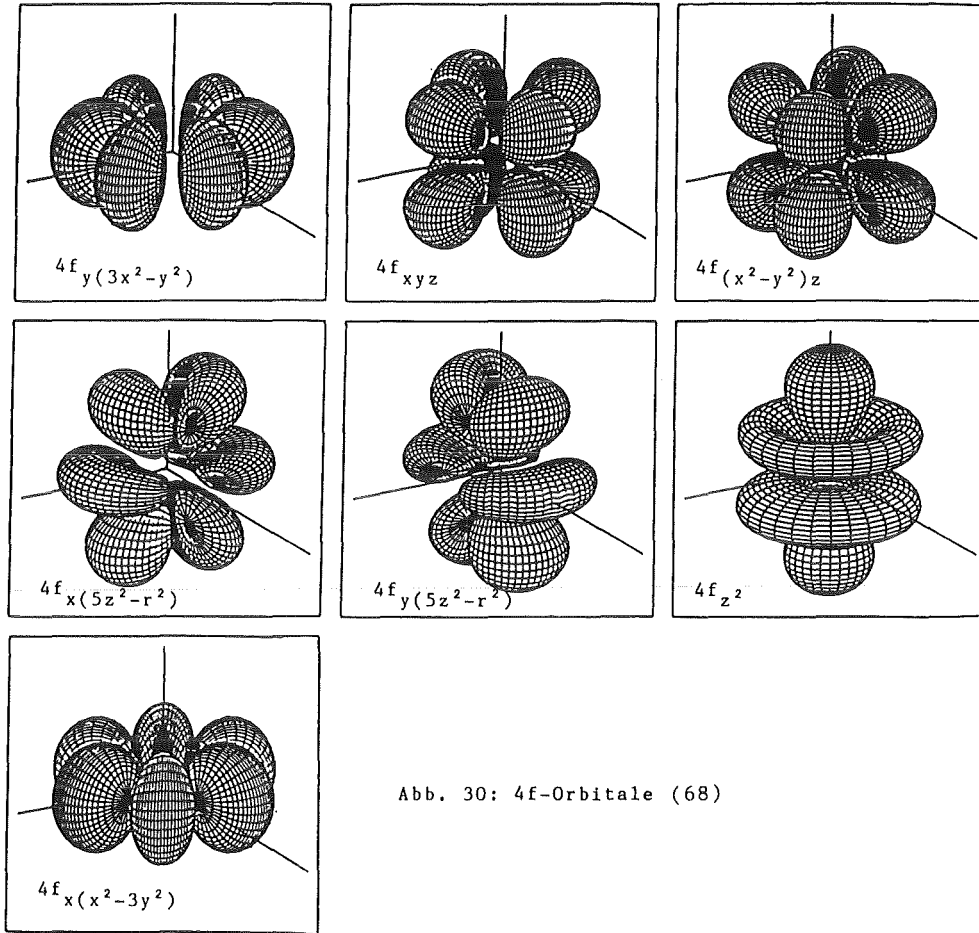 4f y(3x²-y²)
4f xyz
4f (x²-y²)z
4f x(5z²-r²)
4f y(5z²-r²)
4f z²
4f x(x²-3y²)
Abb. 30: 4f-Orbitale (68)